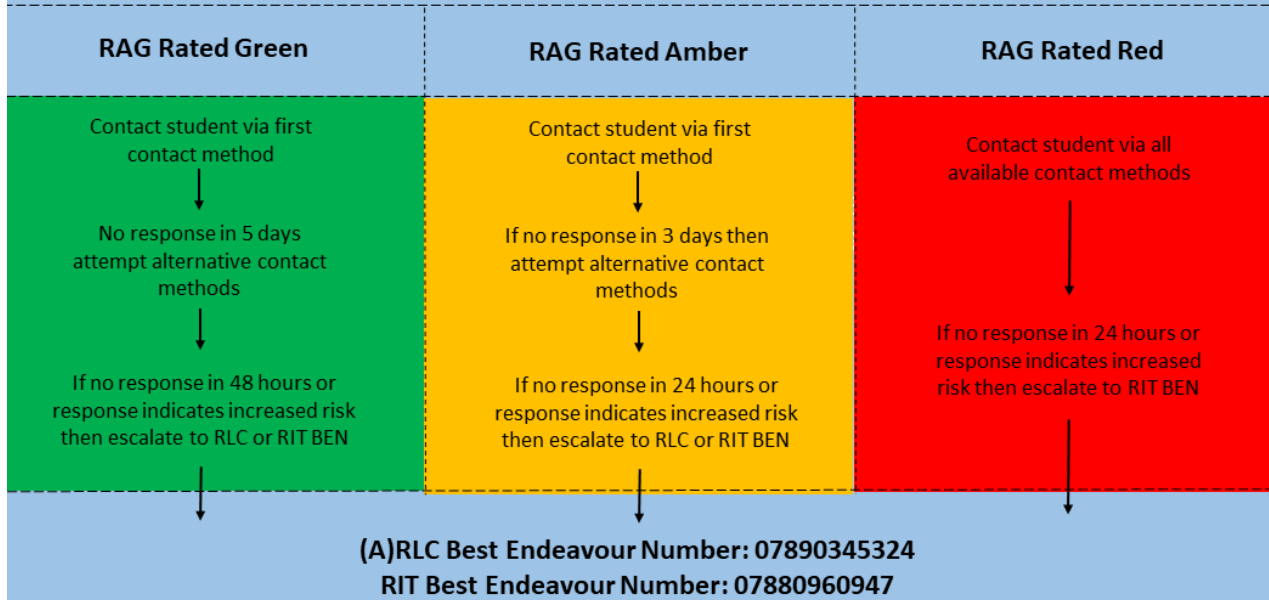 RAG Rated Green
RAG Rated Amber
RAG Rated Red
Contact student via first
contact method
No response in 5 days
attempt alternative contact
methods
If no response in 48 hours or
response indicates increased risk
then escalate to RLC or RIT BEN
Contact student via first
contact method
If no response in 3 days then
attempt alternative contact
methods
If no response in 24 hours or
response indicates increased risk
then escalate to RLC or RIT BEN
Contact student via all
available contact methods
If no response in 24 hours or
response indicates increased
risk then escalate to RIT BEN
(A)RLC Best Endeavour Number: 07890345324
RIT Best Endeavour Number: 07880960947